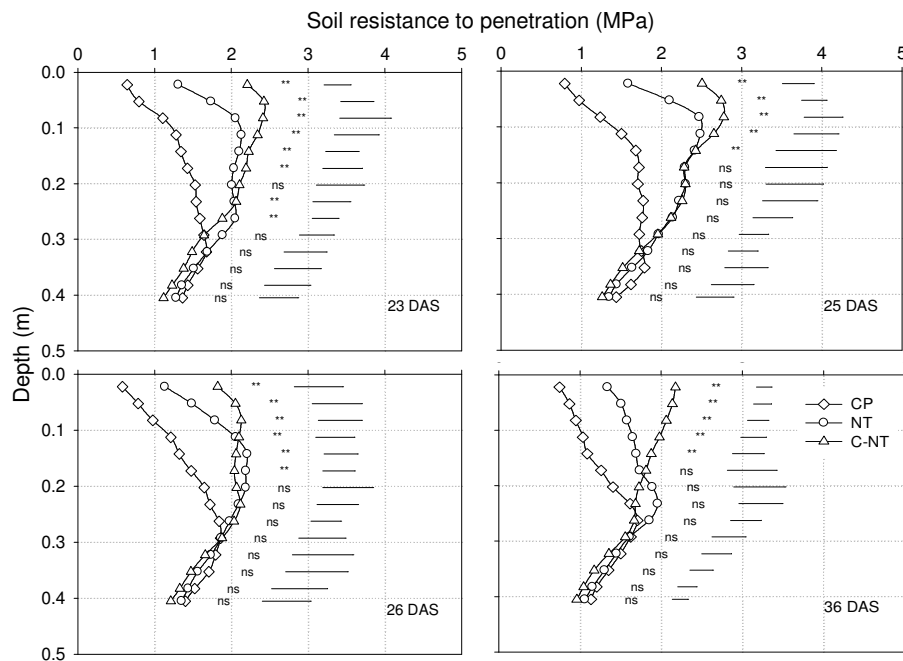 Soil resistance to penetration (MPa)
0 1 2 3 4 5
0 1 2 3 4 5
Depth (m)
0.0
0.1
0.2
0.3
0.4
0.5
**
**
**
**
**
**
ns
**
**
ns
ns
ns
ns
ns
23 DAS
**
**
**
**
**
ns
ns
ns
ns
ns
ns
ns
ns
ns
25 DAS
0.0
0.1
0.2
0.3
0.4
0.5
**
**
**
**
**
**
ns
ns
ns
ns
ns
ns
ns
ns
26 DAS
**
**
**
**
**
ns
ns
ns
ns
ns
ns
ns
ns
ns
CP
NT
C-NT
36 DAS